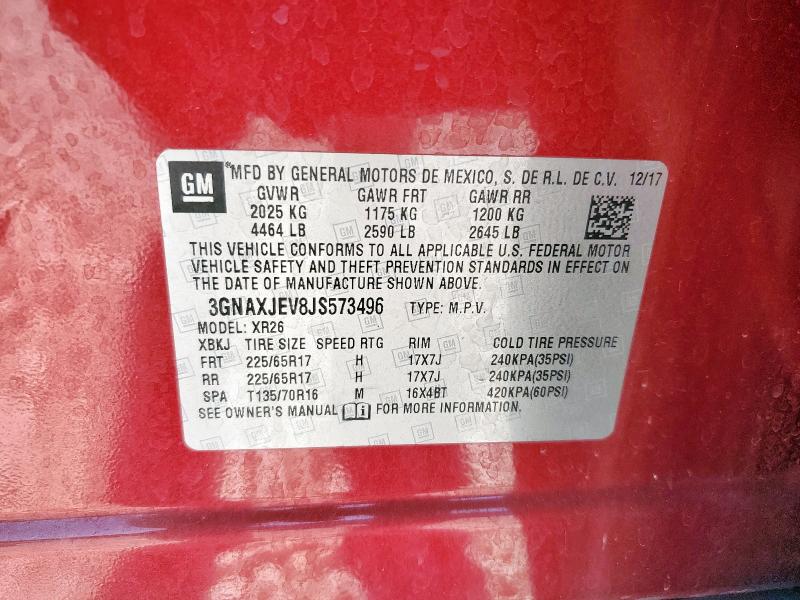 GM
MFD BY GENERAL MOTORS DE MEXICO, S. DE R.L. DE C.V. 12/17
GVWR GAWR FRT GAWR RR
2025 KG 1175 KG 1200 KG
4464 LB 2590 LB 2645 LB
THIS VEHICLE CONFORMS TO ALL APPLICABLE U.S. FEDERAL MOTOR
VEHICLE SAFETY AND THEFT PREVENTION STANDARDS IN EFFECT ON
THE DATE OF MANUFACTURE SHOWN ABOVE.
3GNAXJEV8JS573496 TYPE: M.P.V.
MODEL: XR26
XBKJ TIRE SIZE SPEED RTG RIM COLD TIRE PRESSURE
FRT 225/65R17 H 17X7J 240KPA(35PSI)
RR 225/65R17 H 17X7J 240KPA(35PSI)
SPA T135/70R16 M 16X4BT 420KPA(60PSI)
SEE OWNER'S MANUAL i FOR MORE INFORMATION.